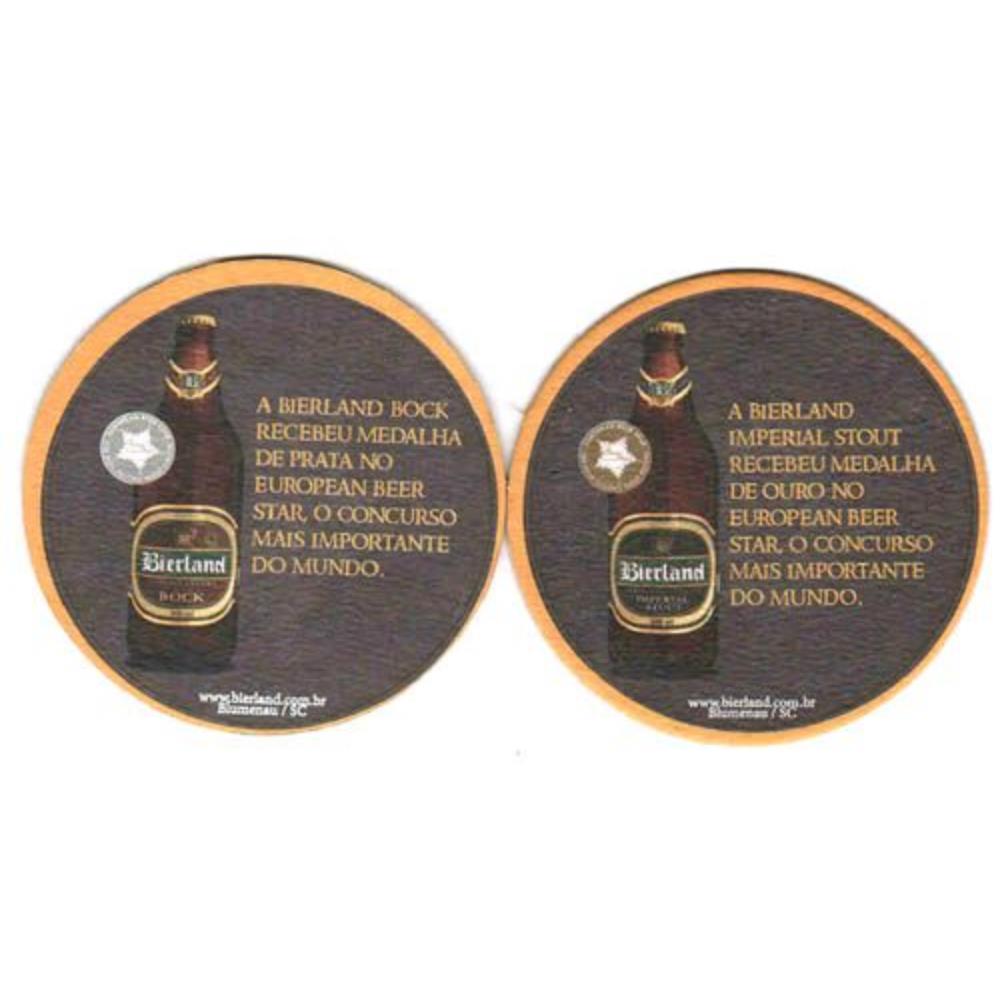 A BIERLAND BOCK
RECEBEU MEDALHA
DE PRATA NO
EUROPEAN BEER
STAR, O CONCURSO
MAIS IMPORTANTE
DO MUNDO.
Bierland
BOCK
www.bierland.com.br
Blumenau / SC
A BIERLAND
IMPERIAL STOUT
RECEBEU MEDALHA
DE OURO NO
EUROPEAN BEER
STAR, O CONCURSO
MAIS IMPORTANTE
DO MUNDO.
Bierland
IMPERIAL
STOUT
www.bierland.com.br
Blumenau / SC